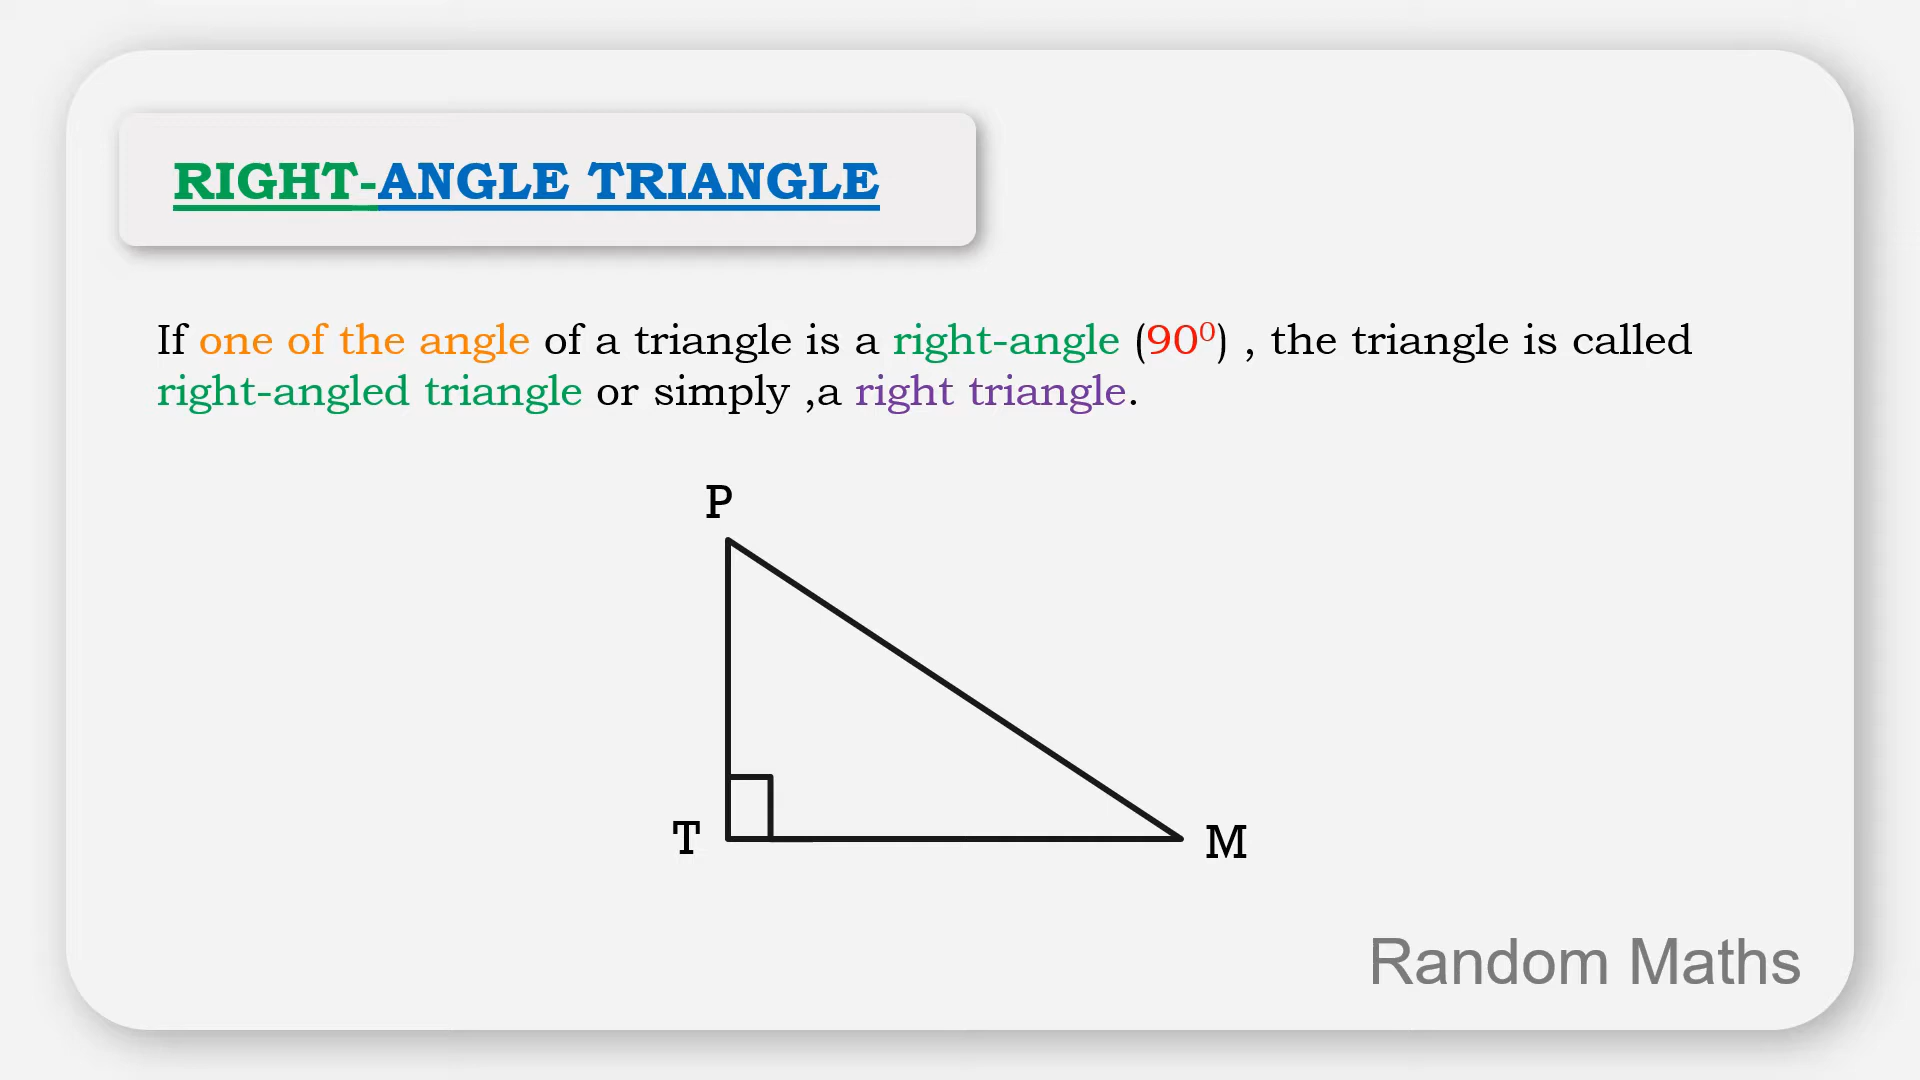 RIGHT-ANGLE TRIANGLE
If one of the angle of a triangle is a right-angle (90⁰) , the triangle is called
right-angled triangle or simply ,a right triangle.
P
T
M
Random Maths